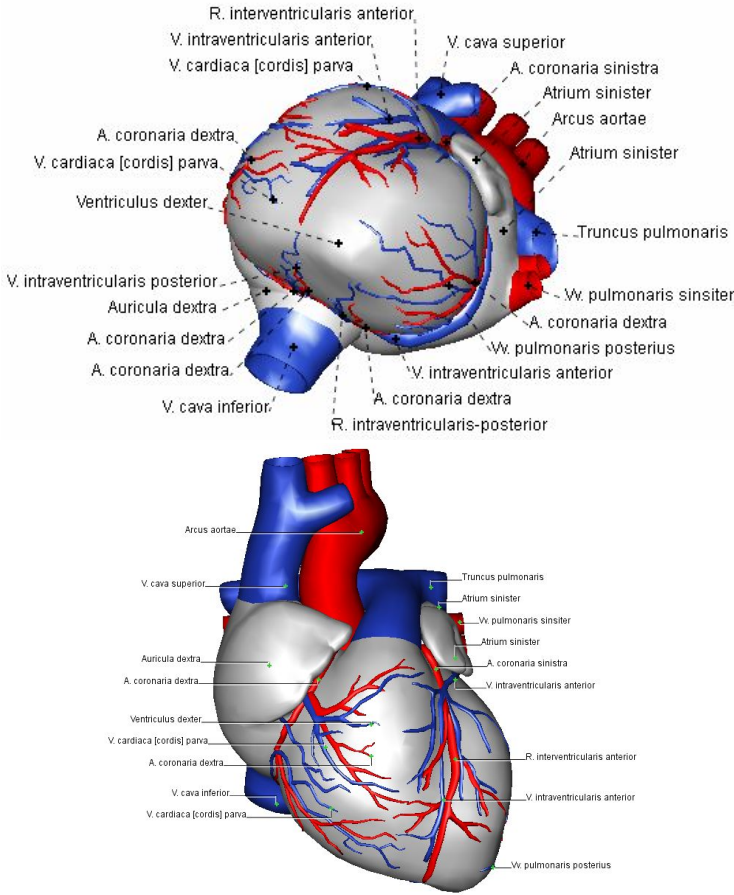 R. interventricularis anterior
V. intraventricularis anterior
V. cardiaca [cordis] parva
V. cava superior
A. coronaria sinistra
Atrium sinister
Arcus aortae
Atrium sinister
A. coronaria dextra
V. cardiaca [cordis] parva
Ventriculus dexter
Truncus pulmonaris
V. intraventricularis posterior
Auricula dextra
A. coronaria dextra
A. coronaria dextra
V. cava inferior
Vv. pulmonaris sinsiter
A. coronaria dextra
Vv. pulmonaris posterius
V. intraventricularis anterior
A. coronaria dextra
R. intraventricularis-posterior
Arcus aortae
V. cava superior
Auricula dextra
A. coronaria dextra
Ventriculus dexter
V. cardiaca [cordis] parva
A. coronaria dextra
V. cava inferior
V. cardiaca [cordis] parva
Truncus pulmonaris
Atrium sinister
Vv. pulmonaris sinsiter
Atrium sinister
A. coronaria sinistra
V. intraventricularis anterior
R. interventricularis anterior
V. intraventricularis anterior
Vv. pulmonaris posterius